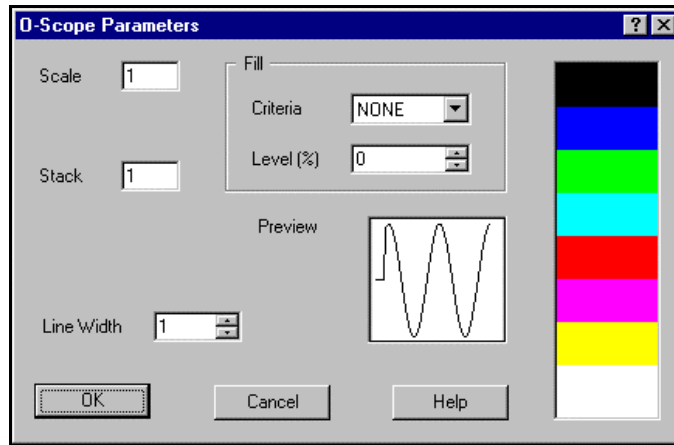 O-Scope Parameters
Scale 1
Fill
Criteria NONE
Level (%) 0
Stack 1
Preview
Line Width 1
OK Cancel Help